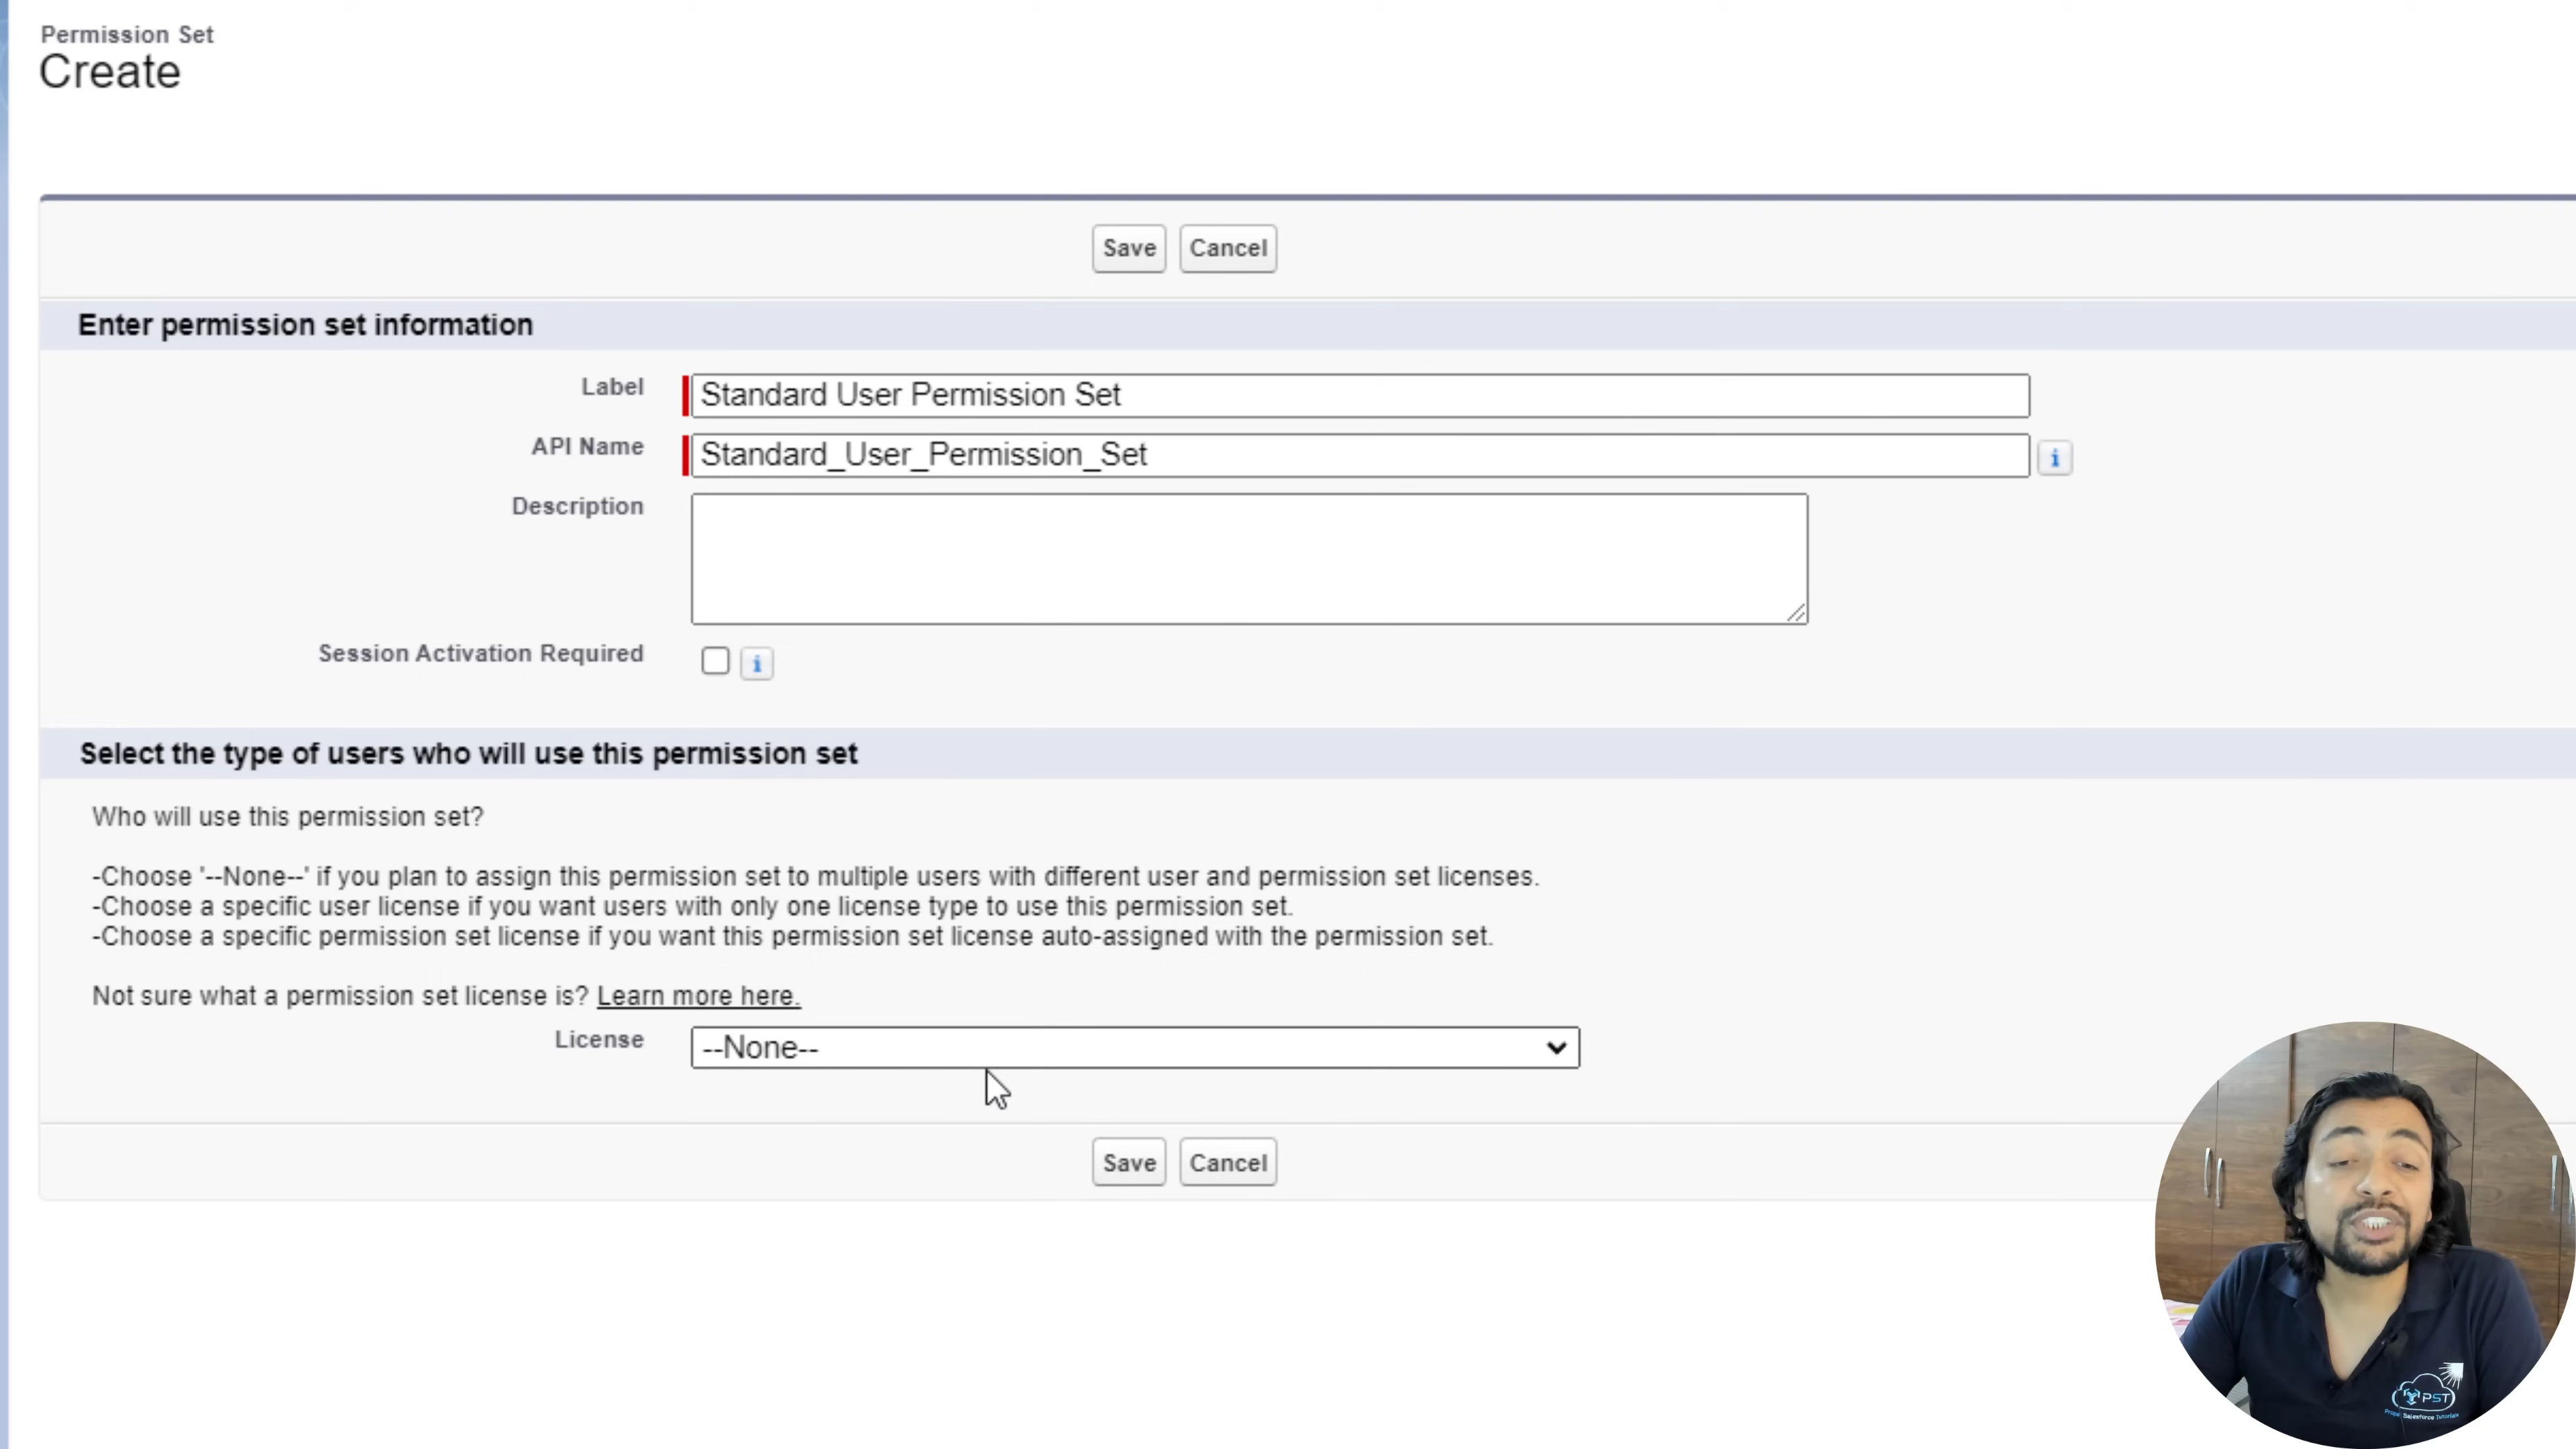 Permission Set
Create
Save Cancel
Enter permission set information
Label Standard User Permission Set
API Name Standard_User_Permission_Set
Description
Session Activation Required
Select the type of users who will use this permission set
Who will use this permission set?
-Choose '--None--' if you plan to assign this permission set to multiple users with different user and permission set licenses.
-Choose a specific user license if you want users with only one license type to use this permission set.
-Choose a specific permission set license if you want this permission set license auto-assigned with the permission set.
Not sure what a permission set license is? Learn more here.
License --None--
Save Cancel
PST
Salesforce Tutorials